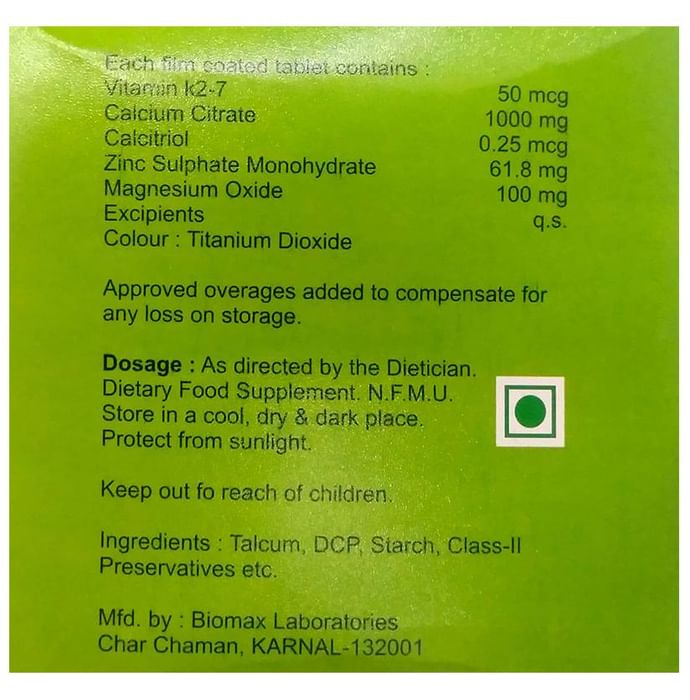 Each film coated tablet contains :
Vitamin k2-7 50 mcg
Calcium Citrate 1000 mg
Calcitriol 0.25 mcg
Zinc Sulphate Monohydrate 61.8 mg
Magnesium Oxide 100 mg
Excipients q.s.
Colour : Titanium Dioxide
Approved overages added to compensate for
any loss on storage.
Dosage : As directed by the Dietician.
Dietary Food Supplement. N.F.M.U.
Store in a cool, dry & dark place.
Protect from sunlight.
Keep out fo reach of children.
Ingredients : Talcum, DCP, Starch, Class-II
Preservatives etc.
Mfd. by : Biomax Laboratories
Char Chaman, KARNAL-132001